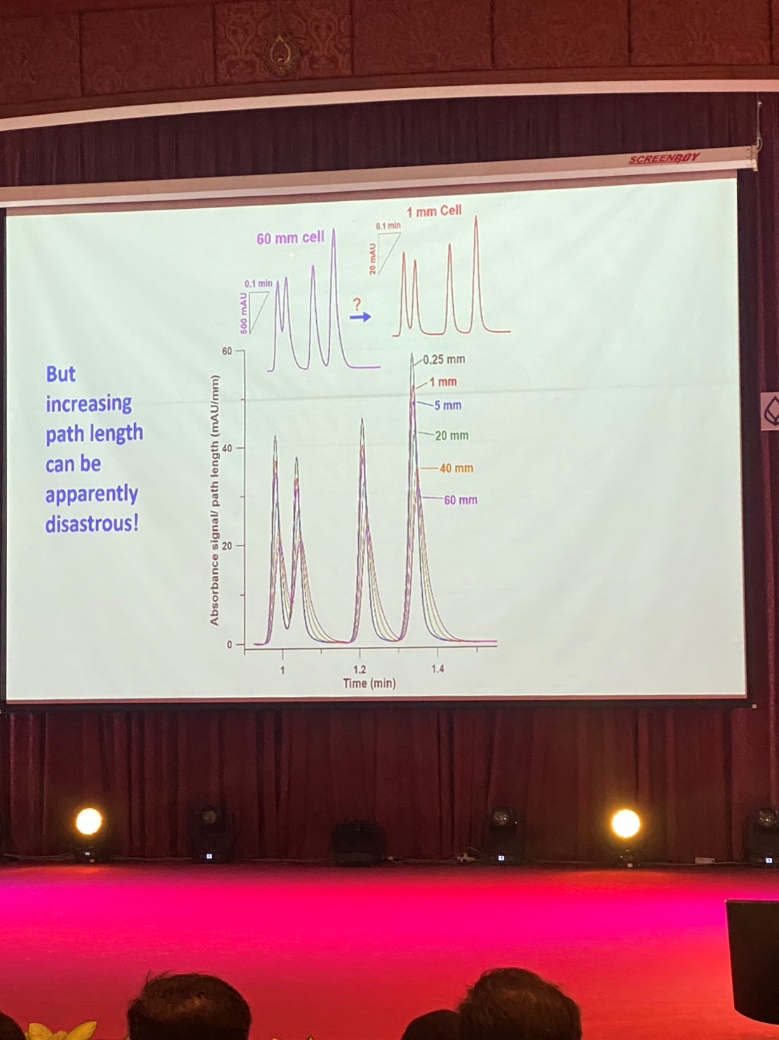 SCREENBOY
1 mm Cell
60 mm cell
0.1 min
20 mAU
0.1 min
500 mAU
?
But
increasing
path length
can be
apparently
disastrous!
Absorbance signal/ path length (mAU/mm)
60
40
20
0
0.25 mm
1 mm
5 mm
20 mm
40 mm
60 mm
1
1.2
1.4
Time (min)